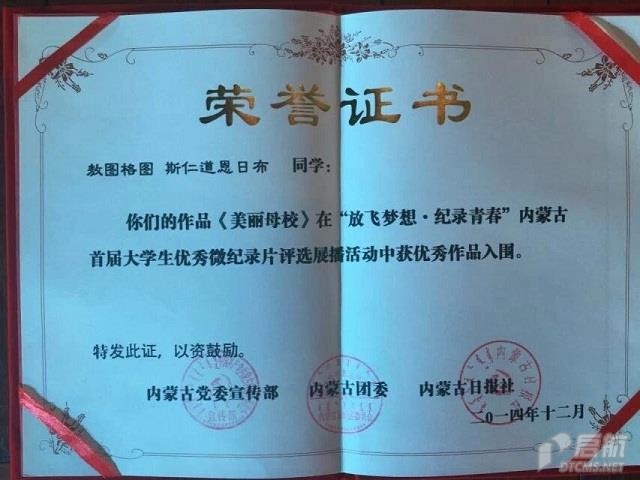 荣誉证书
敖图格图 斯仁道恩日布 同学：
你们的作品《美丽母校》在“放飞梦想·纪录青春”内蒙古
首届大学生优秀微纪录片评选展播活动中获优秀作品入围。
特发此证，以资鼓励。
内蒙古党委宣传部 内蒙古团委 内蒙古日报社
二〇一四年十二月
启航
DTCMS.NET